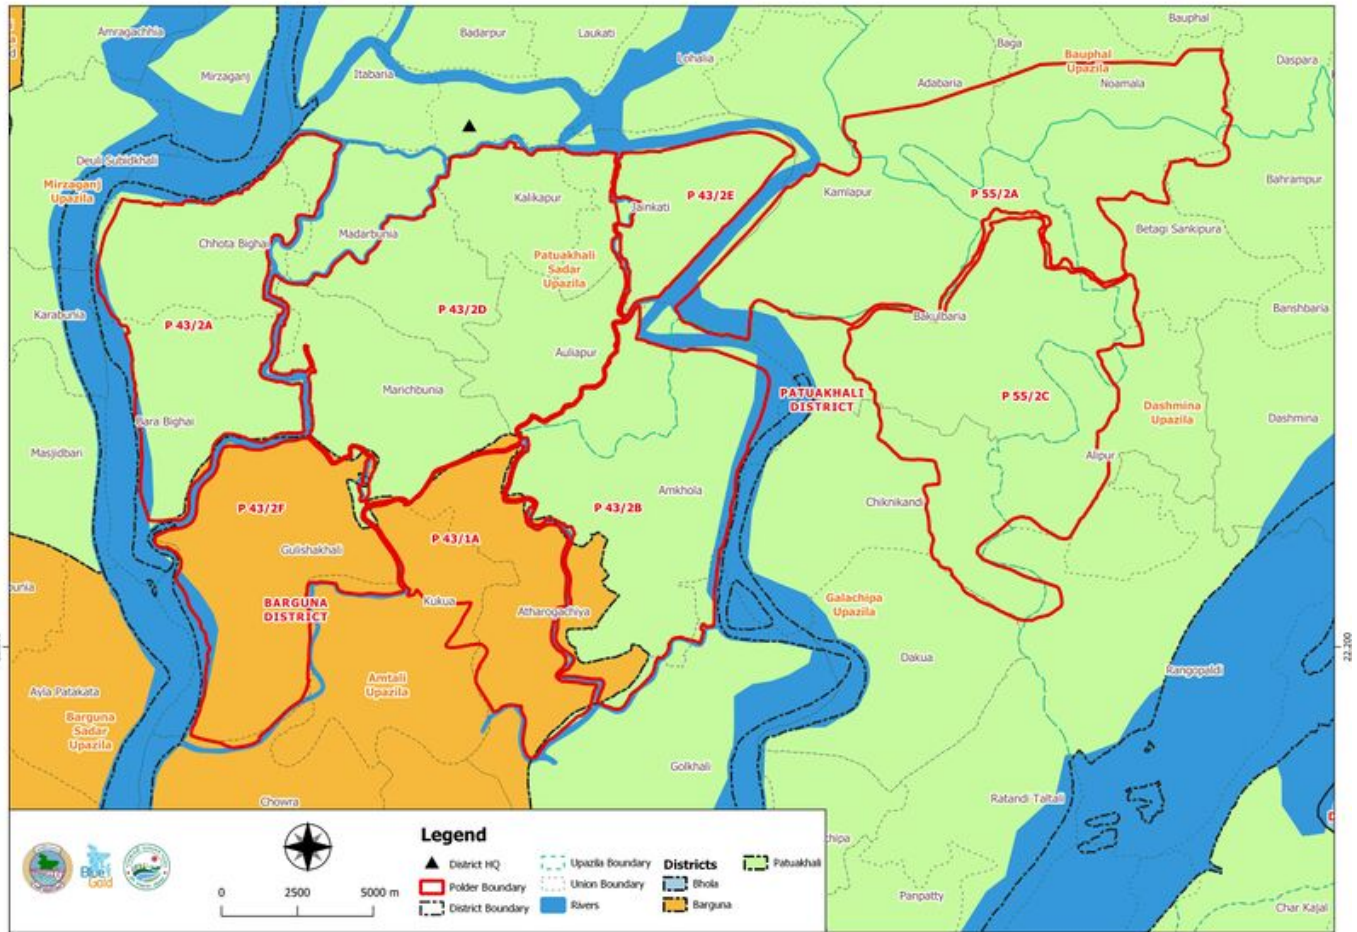 Amragachhia
Badarpur
Laukati
Bauphal
Baga
Lohalia
Bauphal
Upazila
Daspara
Mirzaganj
Itabaria
Adabaria
Noamala
Deuli Subidkhali
Mirzaganj
Upazila
Kalikapur
P 43/2E
Kamlapur
P 55/2A
Bahrampur
Jainkati
Chhota Bighai
Madarbunia
Betagi Sankipura
Patuakhali
Sadar
Upazila
Karabunia
P 43/2A
P 43/2D
Bakulbaria
Banshbaria
Auliapur
Marichbunia
PATUAKHALI
DISTRICT
P 55/2C
Dashmina
Upazila
Dashmina
Bara Bighai
Masjidbari
Alipur
Amkhola
Chiknikandi
P 43/2F
P 43/2B
P 43/1A
Gulishakhali
BARGUNA
DISTRICT
Kukua
Atharogachiya
Galachipa
Upazila
Dakua
Rangopaldi
22.200
Ayla Patakata
Amtali
Upazila
Barguna
Sadar
Upazila
Golkhali
Chowra
Ratandi Taltali
Panpatty
Char Kajal
Blue
Gold
0 2500 5000 m
Legend
District HQ
Polder Boundary
District Boundary
Upazila Boundary
Union Boundary
Rivers
Districts
Bhola
Barguna
Patuakhali